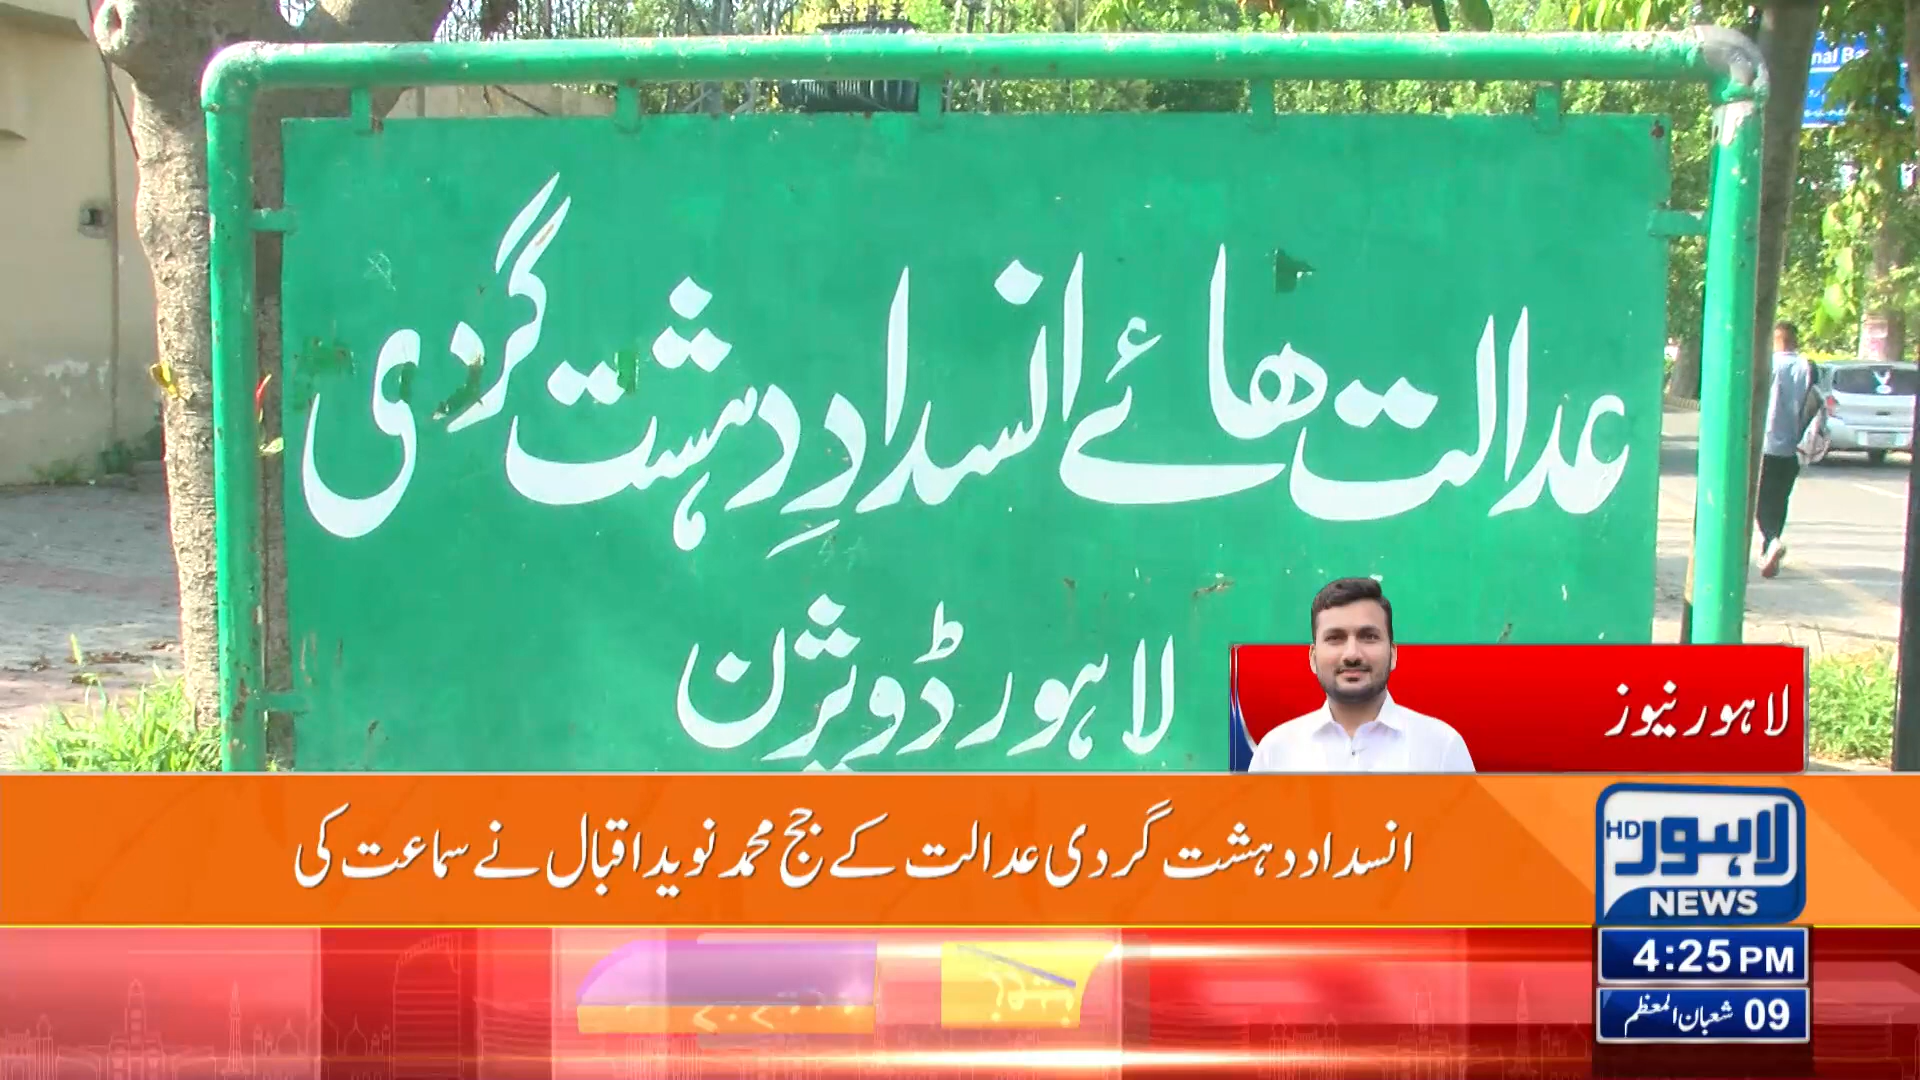 عدالت ھائے انسدادِ دہشت گردی
لاہور ڈویژن
لاہور نیوز
انسداد دہشت گردی عدالت کے جج محمد نوید اقبال نے سماعت کی
لاہور
HD
NEWS
4:25 PM
09 شعبان المعظم